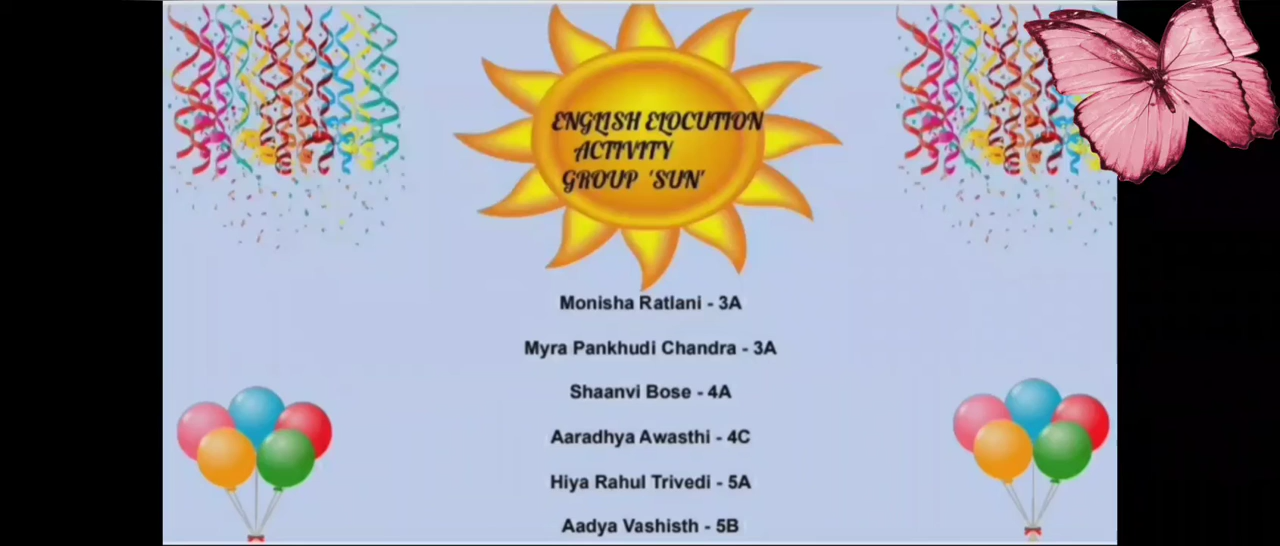 ENGLISH ELOCUTION
ACTIVITY
GROUP 'SUN'
Monisha Ratlani - 3A
Myra Pankhudi Chandra - 3A
Shaanvi Bose - 4A
Aaradhya Awasthi - 4C
Hiya Rahul Trivedi - 5A
Aadya Vashisth - 5B